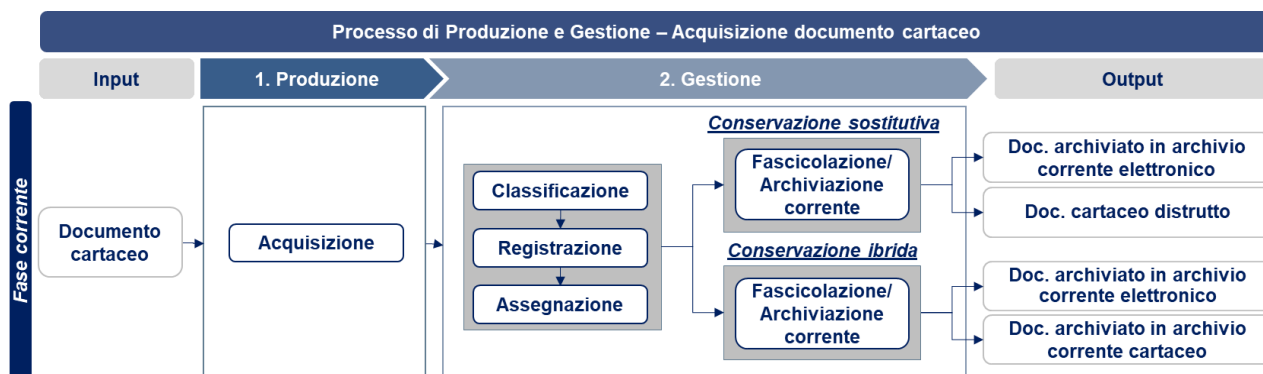 Processo di Produzione e Gestione – Acquisizione documento cartaceo
Input
1. Produzione
2. Gestione
Output
Fase corrente
Documento
cartaceo
Acquisizione
Classificazione
Registrazione
Assegnazione
Conservazione sostitutiva
Fascicolazione/
Archiviazione
corrente
Conservazione ibrida
Fascicolazione/
Archiviazione
corrente
Doc. archiviato in archivio
corrente elettronico
Doc. cartaceo distrutto
Doc. archiviato in archivio
corrente elettronico
Doc. archiviato in archivio
corrente cartaceo